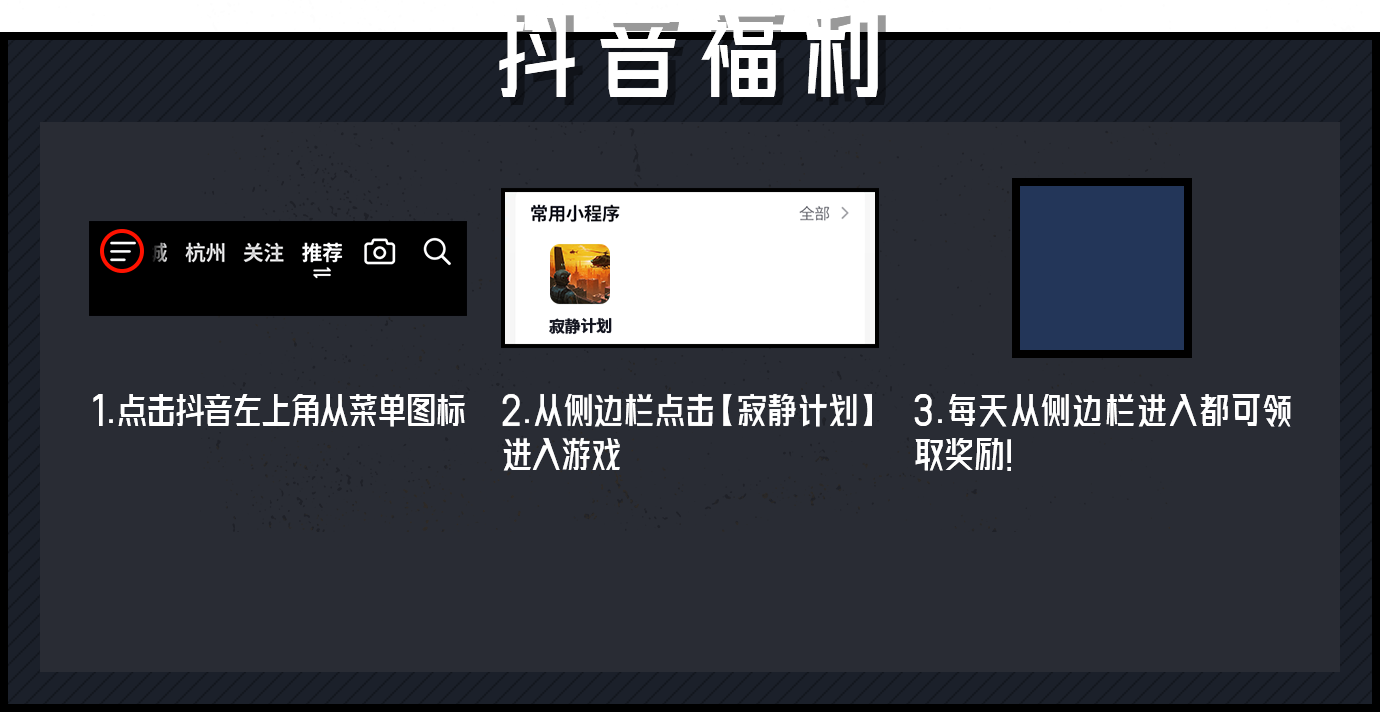 抖音福利
城 杭州 关注 推荐
常用小程序 全部
寂静计划
1.点击抖音左上角从菜单图标
2.从侧边栏点击【寂静计划】
进入游戏
3.每天从侧边栏进入都可领
取奖励!